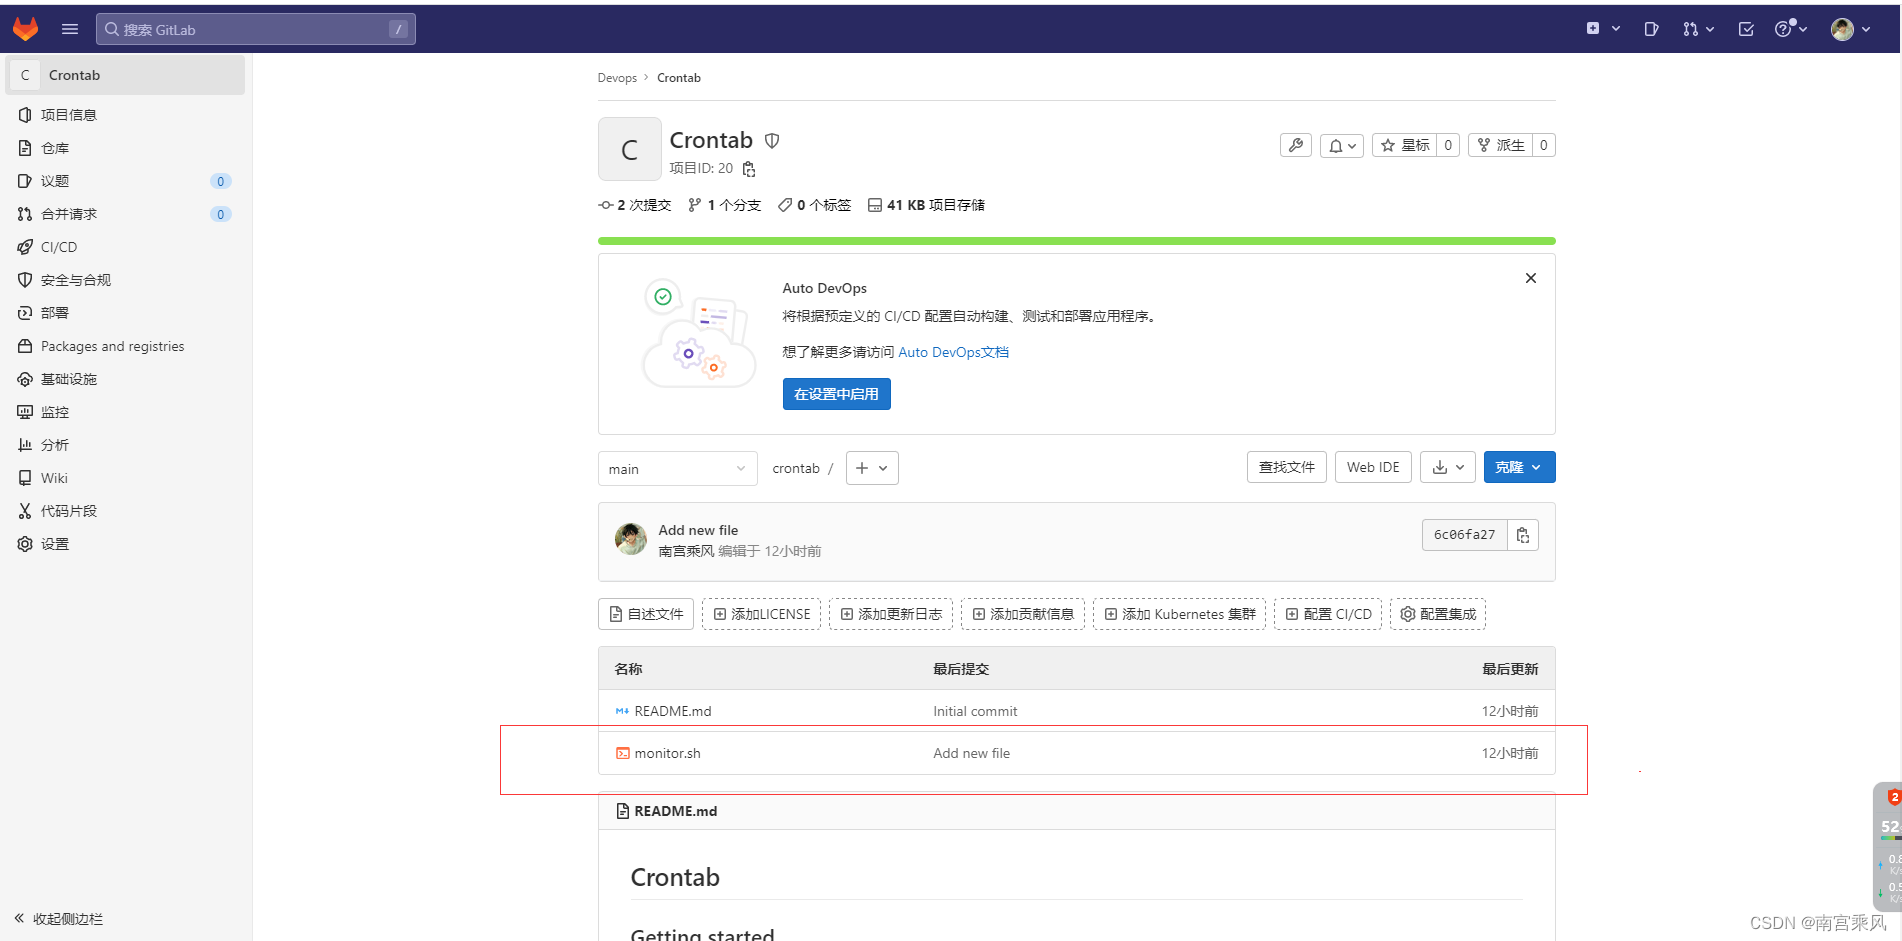 搜索 GitLab /
C Crontab
项目信息
仓库
议题 0
合并请求 0
CI/CD
安全与合规
部署
Packages and registries
基础设施
监控
分析
Wiki
代码片段
设置
收起侧边栏
Devops > Crontab
C
Crontab
项目ID: 20
星标 0
派生 0
2 次提交 1 个分支 0 个标签 41 KB 项目存储
Auto DevOps
将根据预定义的 CI/CD 配置自动构建、测试和部署应用程序。
想了解更多请访问 Auto DevOps文档
在设置中启用
main crontab / 查找文件 Web IDE 克隆
Add new file
南宫乘风 编辑于 12小时前
6c06fa27
自述文件 添加LICENSE 添加更新日志 添加贡献信息 添加 Kubernetes 集群 配置 CI/CD 配置集成
名称 最后提交 最后更新
README.md Initial commit 12小时前
monitor.sh Add new file 12小时前
README.md
Crontab
Getting started
2
52
CSDN @南宫乘风